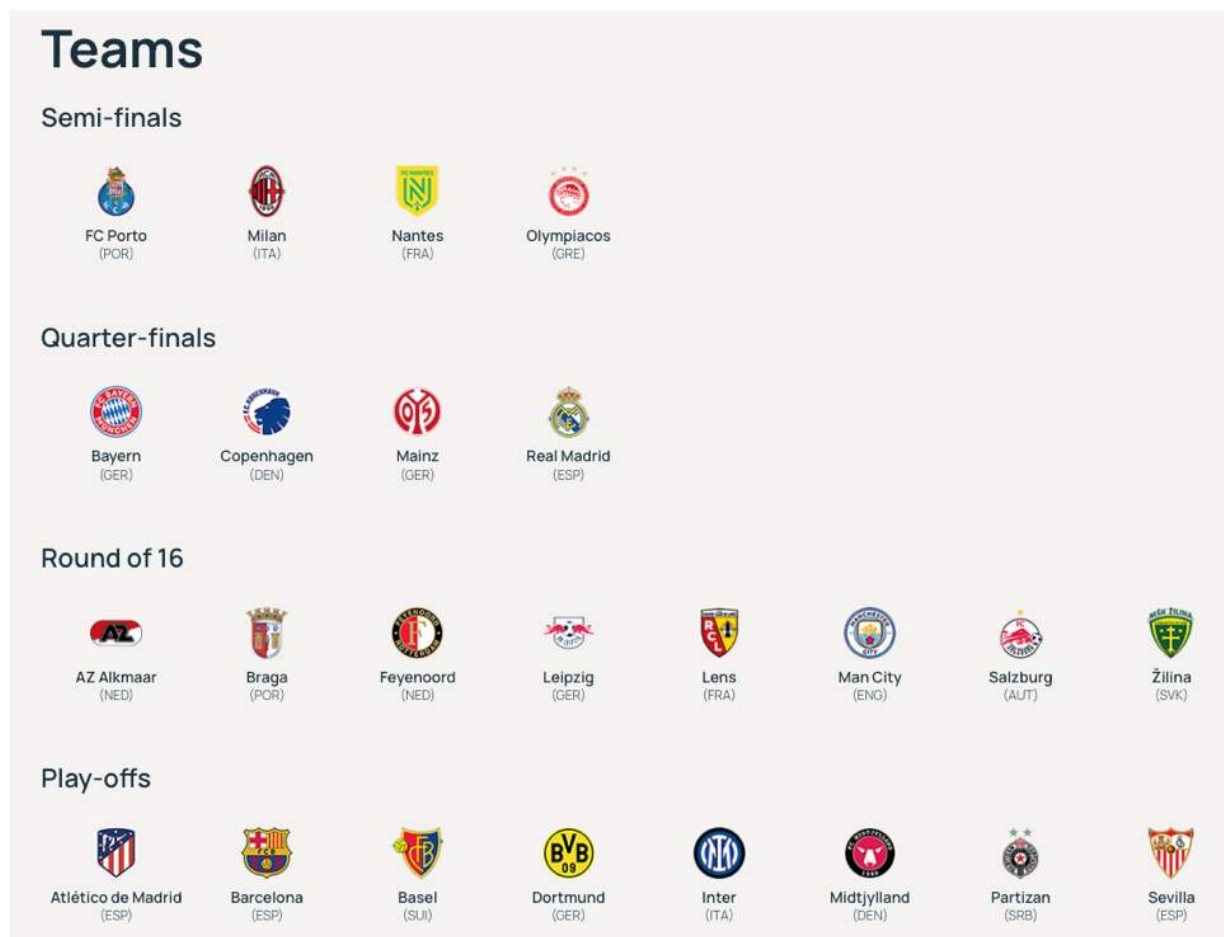 Teams
Semi-finals
FC Porto
(POR)
Milan
(ITA)
Nantes
(FRA)
Olympiacos
(GRE)
Quarter-finals
Bayern
(GER)
Copenhagen
(DEN)
Mainz
(GER)
Real Madrid
(ESP)
Round of 16
AZ Alkmaar
(NED)
Braga
(POR)
Feyenoord
(NED)
Leipzig
(GER)
Lens
(FRA)
Man City
(ENG)
Salzburg
(AUT)
Žilina
(SVK)
Play-offs
Atlético de Madrid
(ESP)
Barcelona
(ESP)
Basel
(SUI)
Dortmund
(GER)
Inter
(ITA)
Midtjylland
(DEN)
Partizan
(SRB)
Sevilla
(ESP)